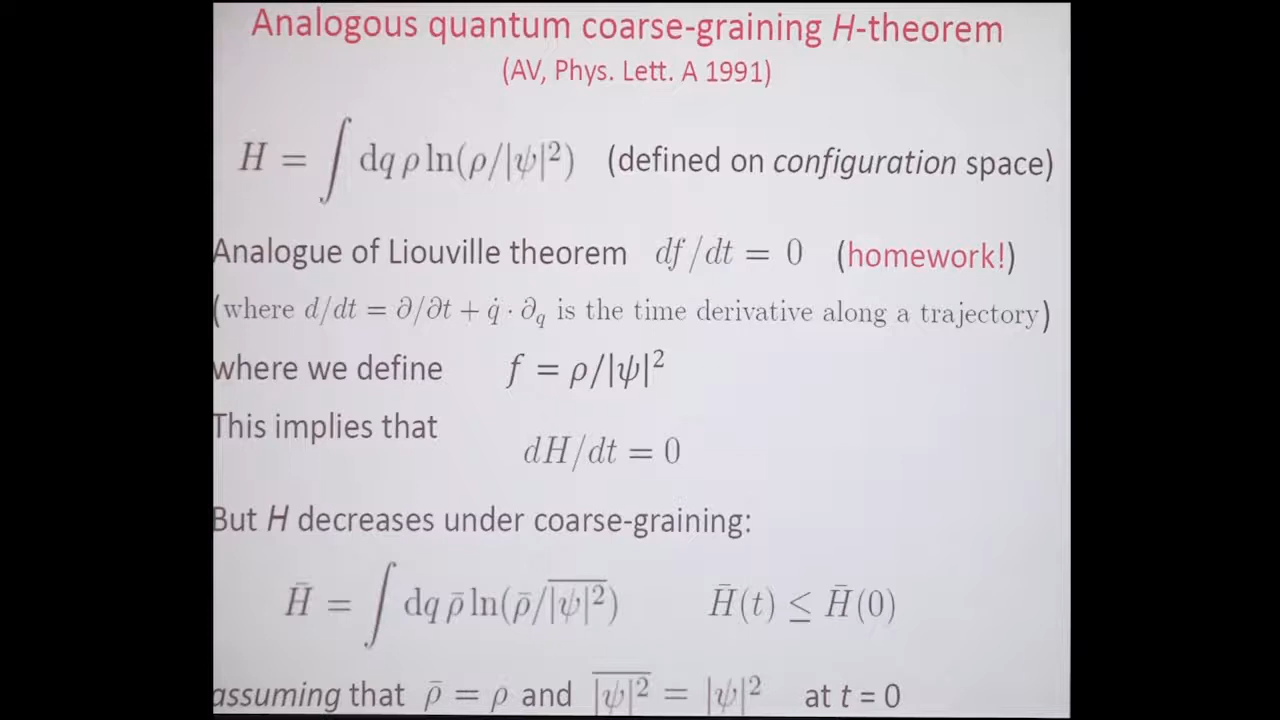 Analogous quantum coarse-graining H-theorem
(AV, Phys. Lett. A 1991)
H = ∫ dq ρ ln(ρ/|ψ|²) (defined on configuration space)
Analogue of Liouville theorem df/dt = 0 (homework!)
(where d/dt = ∂/∂t + q̇ · ∂_q is the time derivative along a trajectory)
where we define f = ρ/|ψ|²
This implies that
dH/dt = 0
But H decreases under coarse-graining:
H̄ = ∫ dq ρ̄ ln(ρ̄/\overline{|ψ|²}) H̄(t) ≤ H̄(0)
assuming that ρ̄ = ρ and \overline{|ψ|²} = |ψ|² at t = 0